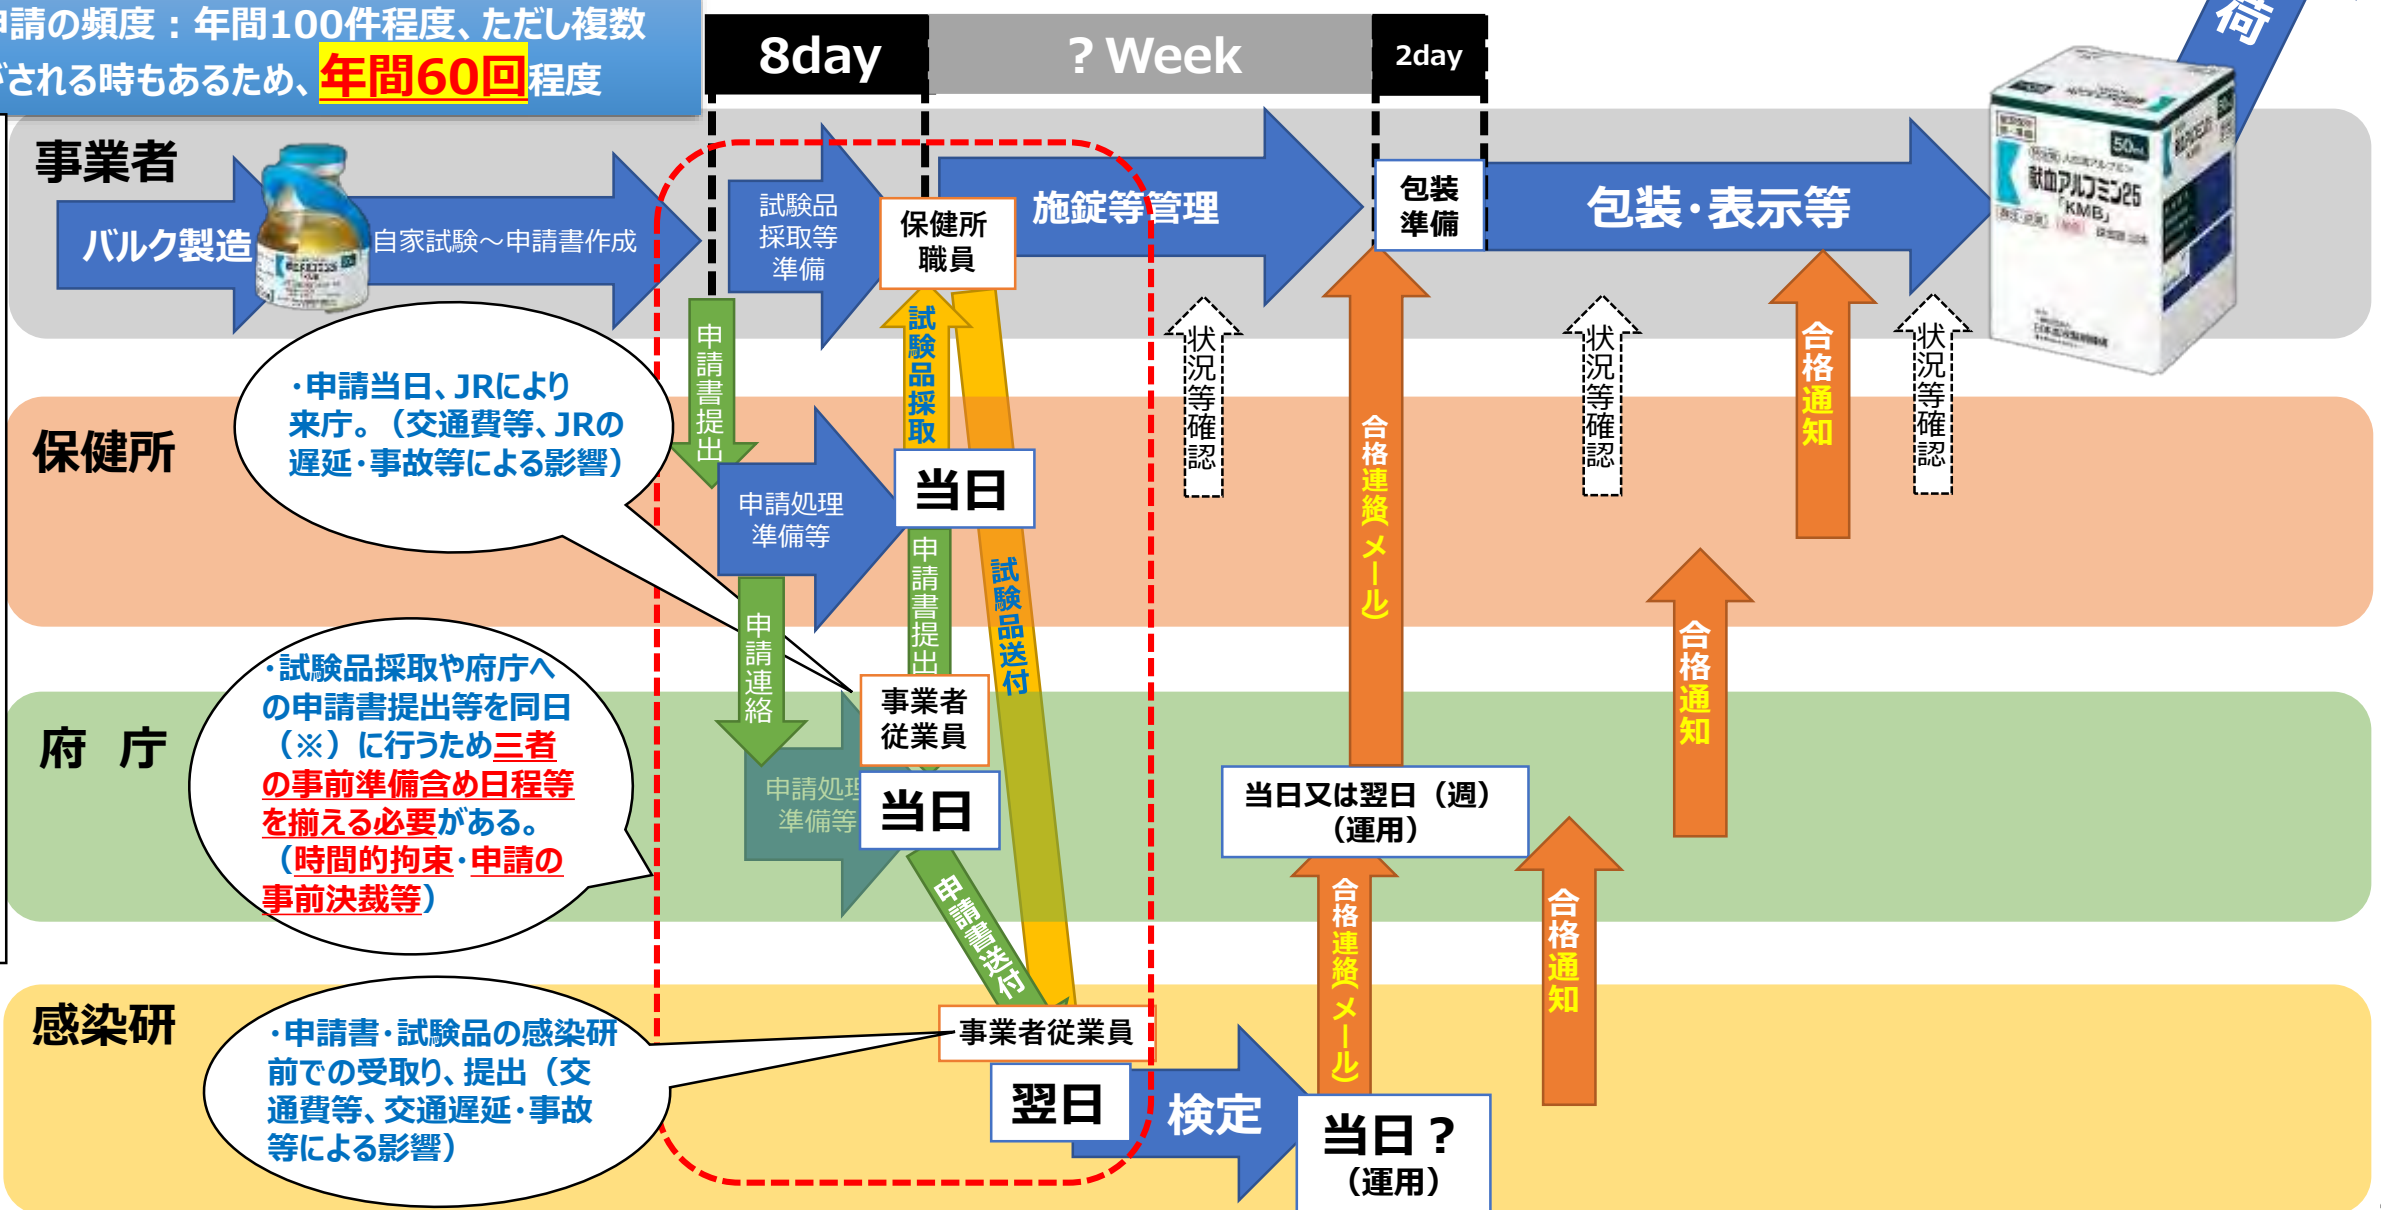 申請の頻度：年間100件程度、ただし複数
がされる時もあるため、年間60回程度
8day
？Week
2day
荷
事業者
バルク製造
自家試験～申請書作成
試験品
採取等
準備
保健所
職員
施錠等管理
包装
準備
包装・表示等
50mL
献血アルブミン25
「KMB」
申請書提出
試験品採取
状況等確認
状況等確認
合格通知
状況等確認
保健所
・申請当日、JRにより
来庁。（交通費等、JRの
遅延・事故等による影響）
申請処理
準備等
当日
申請書提出
試験品送付
合格連絡（メール）
申請連絡
府 庁
・試験品採取や府庁へ
の申請書提出等を同日
（※）に行うため三者
の事前準備含め日程等
を揃える必要がある。
（時間的拘束・申請の
事前決裁等）
事業者
従業員
申請処理
準備等
当日
申請書送付
当日又は翌日（週）
（運用）
合格通知
合格連絡（メール）
合格通知
感染研
・申請書・試験品の感染研
前での受取り、提出（交
通費等、交通遅延・事故
等による影響）
事業者従業員
翌日
検定
当日？
（運用）